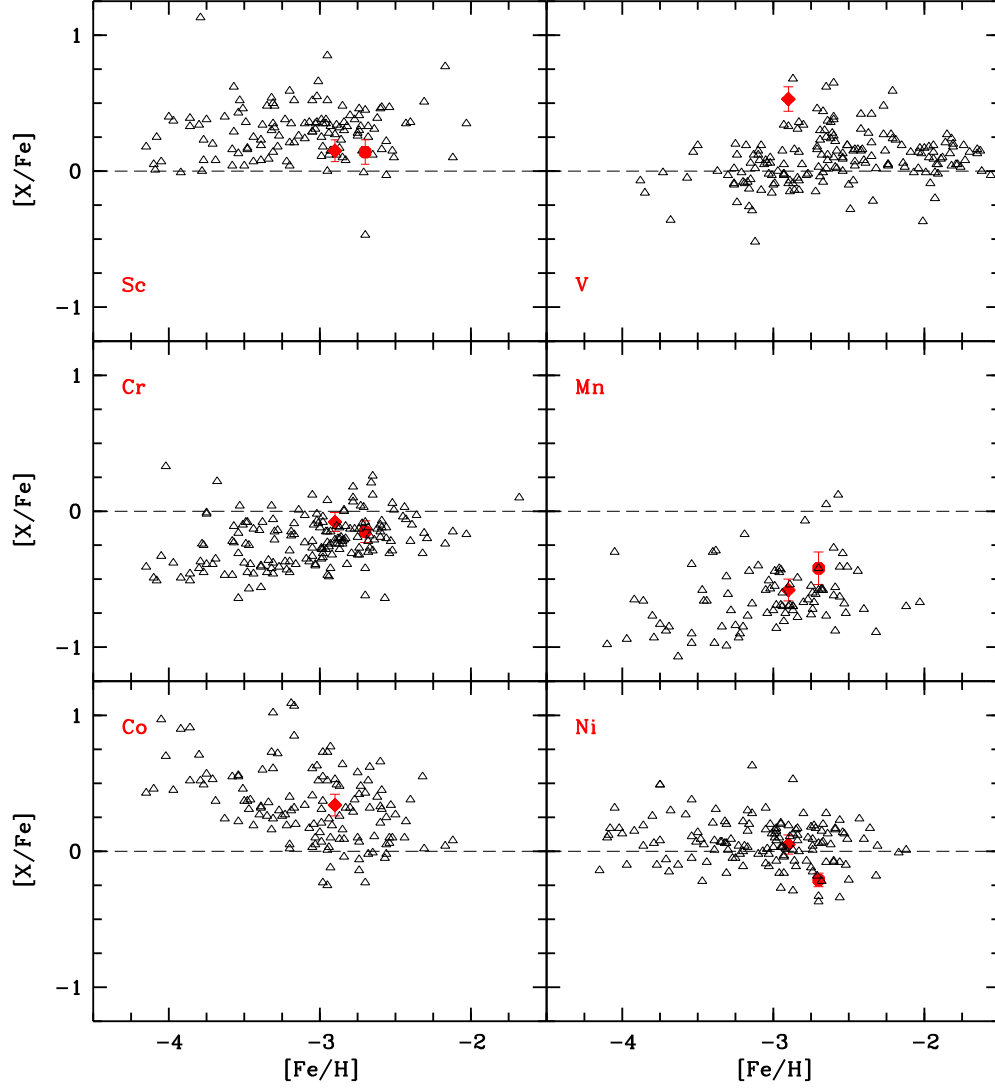 1
0
-1
[X/Fe]
Sc
V
1
0
-1
[X/Fe]
Cr
Mn
1
0
-1
[X/Fe]
Co
Ni
-4 -3 -2 -4 -3 -2
[Fe/H] [Fe/H]